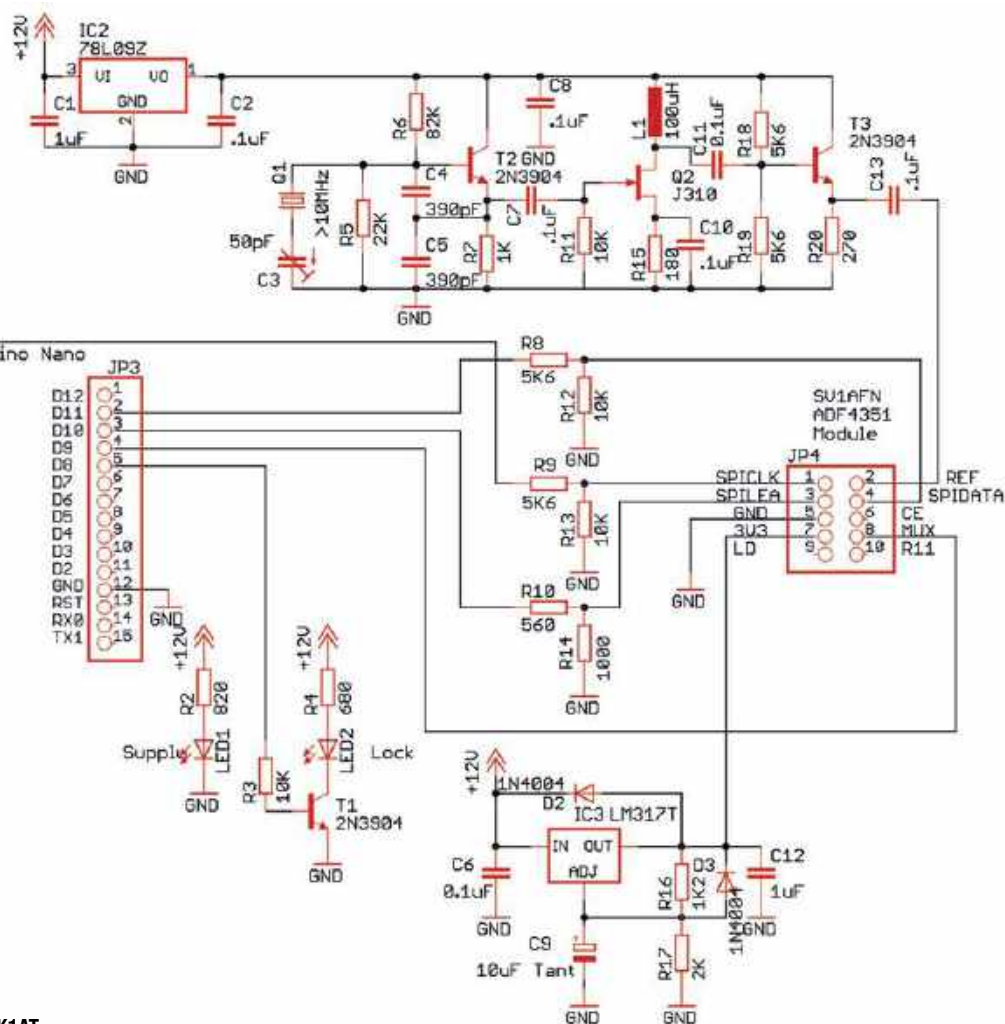 +12V
IC2
78L09Z
3 VI VO 1
GND
2
C1
1uF
C2
.1uF
GND
R6
82K
C8
.1uF
GND
L1
100uH
C11
0.1uF
R18
5K6
T3
2N3904
C13
.1uF
Q1
>10MHz
50pF
C3
R5
22K
C4
390pF
C5
390pF
T2
2N3904
R7
1K
C7
.1uF
R11
10K
Q2
J310
R15
180
C10
.1uF
R19
5K6
R20
270
GND
ino Nano
JP3
D12 1
D11 2
D10 3
D9 4
D8 5
D7 6
D6 7
D5 8
D4 9
D3 10
D2 11
GND 12
RST 13
RX0 14
TX1 15
GND
R8
5K6
R12
10K
GND
R9
5K6
R13
10K
GND
R10
560
R14
1000
GND
SV1AFN
ADF4351
Module
JP4
SPICLK 1 2 REF
SPILEA 3 4 SPIDATA
GND 5 6 CE
3V3 7 8 MUX
LD 9 10 R11
GND
+12V
R2
820
Supply
LED1
GND
+12V
R4
680
LED2
Lock
R3
10K
T1
2N3904
GND
+12V
1N4004
D2
IC3 LM317T
IN OUT
ADJ
C6
0.1uF
GND
R16
1K2
D3
1N4004
C12
1uF
GND
C9
10uF Tant
R17
2K
GND
GND